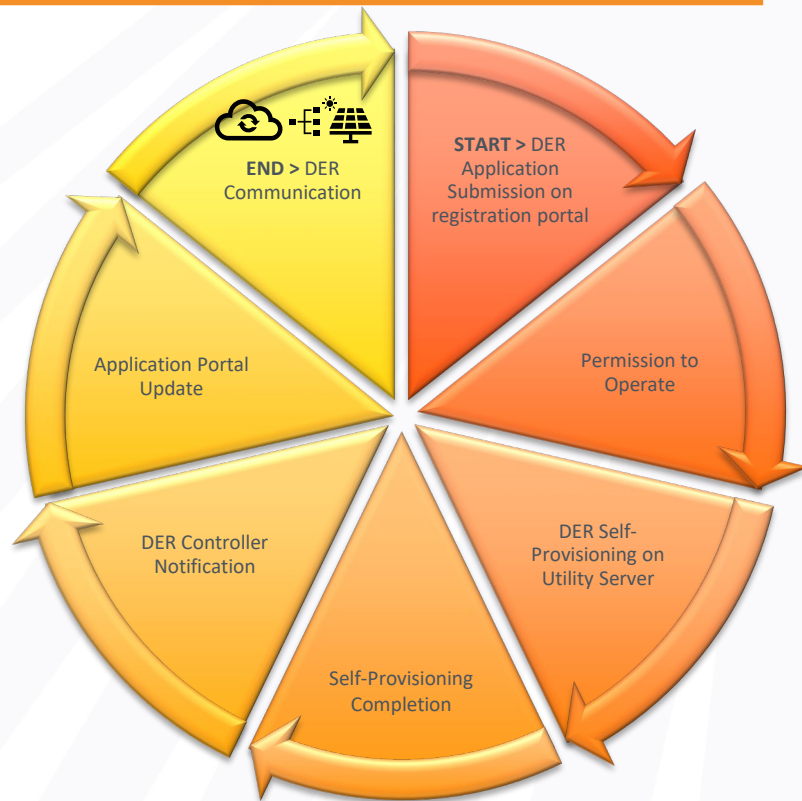 START > DER
Application
Submission on
registration portal
Permission to
Operate
DER Self-
Provisioning on
Utility Server
Self-Provisioning
Completion
DER Controller
Notification
Application Portal
Update
END > DER
Communication